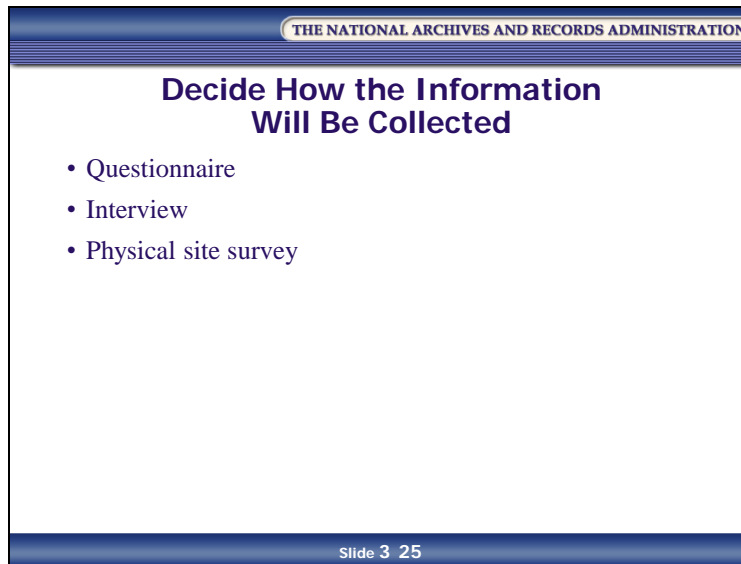 THE NATIONAL ARCHIVES AND RECORDS ADMINISTRATION
Decide How the Information
Will Be Collected
• Questionnaire
• Interview
• Physical site survey
Slide 3 25